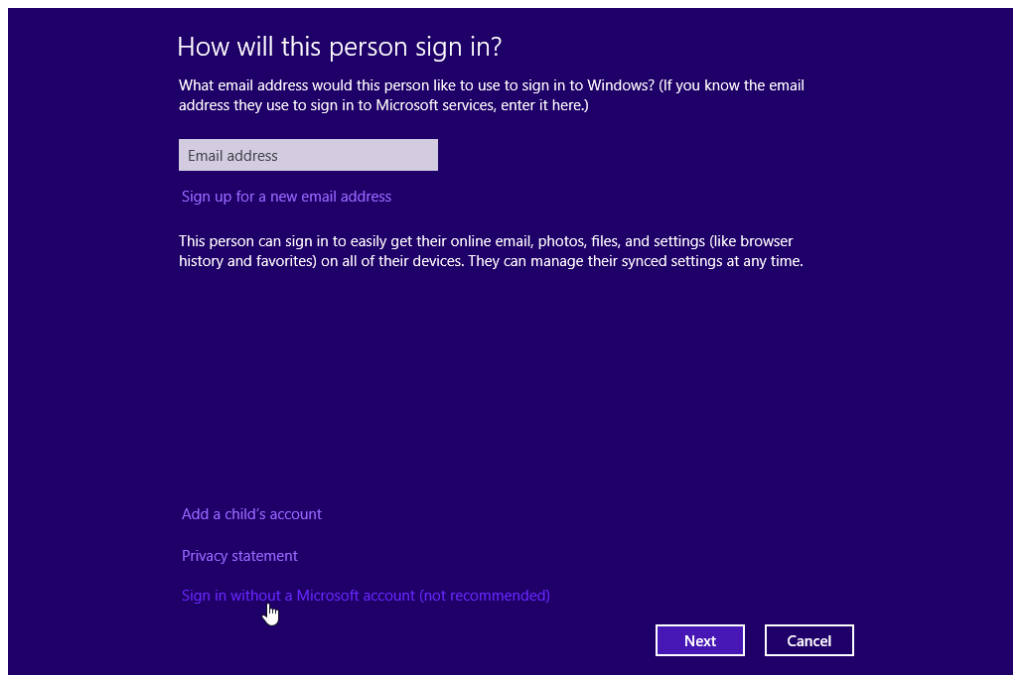 How will this person sign in?
What email address would this person like to use to sign in to Windows? (If you know the email
address they use to sign in to Microsoft services, enter it here.)
Email address
Sign up for a new email address
This person can sign in to easily get their online email, photos, files, and settings (like browser
history and favorites) on all of their devices. They can manage their synced settings at any time.
Add a child's account
Privacy statement
Sign in without a Microsoft account (not recommended)
Next Cancel